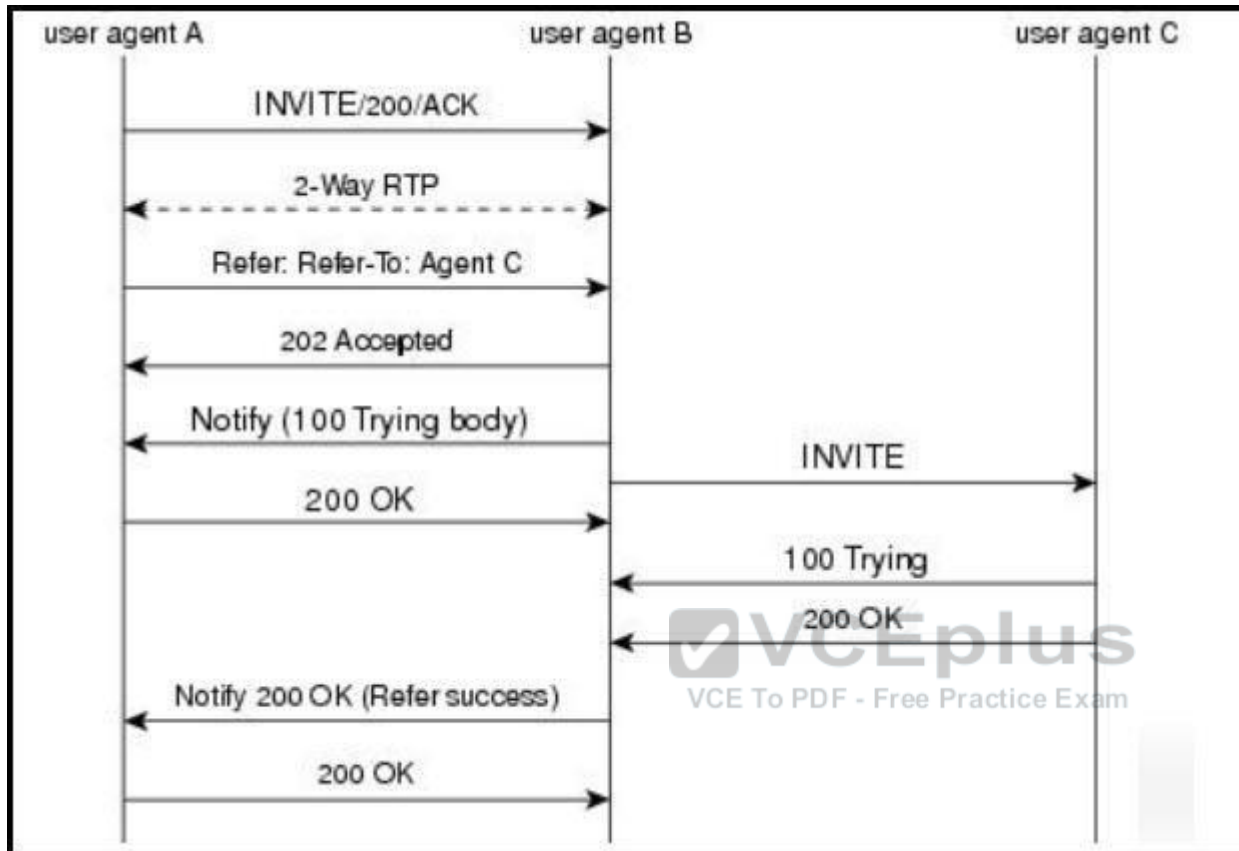 user agent A
user agent B
user agent C
INVITE/200/ACK
2-Way RTP
Refer: Refer-To: Agent C
202 Accepted
Notify (100 Trying body)
INVITE
200 OK
100 Trying
200 OK
VCEplus
VCE To PDF - Free Practice Exam
Notify 200 OK (Refer success)
200 OK